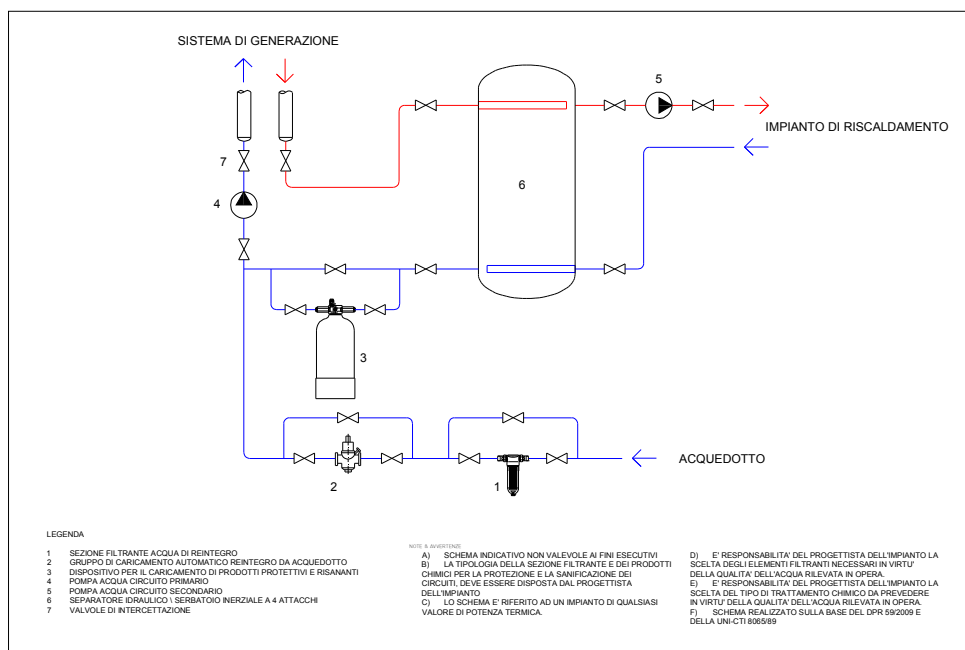 SISTEMA DI GENERAZIONE
5
IMPIANTO DI RISCALDAMENTO
7
6
4
3
ACQUEDOTTO
2
1
LEGENDA
1 SEZIONE FILTRANTE ACQUA DI REINTEGRO
2 GRUPPO DI CARICAMENTO AUTOMATICO REINTEGRO DA ACQUEDOTTO
3 DISPOSITIVO PER IL CARICAMENTO DI PRODOTTI PROTETTIVI E RISANANTI
4 POMPA ACQUA CIRCUITO PRIMARIO
5 POMPA ACQUA CIRCUITO SECONDARIO
6 SEPARATORE IDRAULICO \ SERBATOIO INERZIALE A 4 ATTACCHI
7 VALVOLE DI INTERCETTAZIONE
NOTE & AVVERTENZE
A) SCHEMA INDICATIVO NON VALEVOLE AI FINI ESECUTIVI
B) LA TIPOLOGIA DELLA SEZIONE FILTRANTE E DEI PRODOTTI
CHIMICI PER LA PROTEZIONE E LA SANIFICAZIONE DEI
CIRCUITI, DEVE ESSERE DISPOSTA DAL PROGETTISTA
DELL'IMPIANTO
C) LO SCHEMA E' RIFERITO AD UN IMPIANTO DI QUALSIASI
VALORE DI POTENZA TERMICA.
D) E' RESPONSABILITA' DEL PROGETTISTA DELL'IMPIANTO LA
SCELTA DEGLI ELEMENTI FILTRANTI NECESSARI IN VIRTU'
DELLA QUALITA' DELL'ACQUA RILEVATA IN OPERA.
E) E' RESPONSABILITA' DEL PROGETTISTA DELL'IMPIANTO LA
SCELTA DEL TIPO DI TRATTAMENTO CHIMICO DA PREVEDERE
IN VIRTU' DELLA QUALITA' DELL'ACQUA RILEVATA IN OPERA.
F) SCHEMA REALIZZATO SULLA BASE DEL DPR 59/2009 E
DELLA UNI-CTI 8065/89